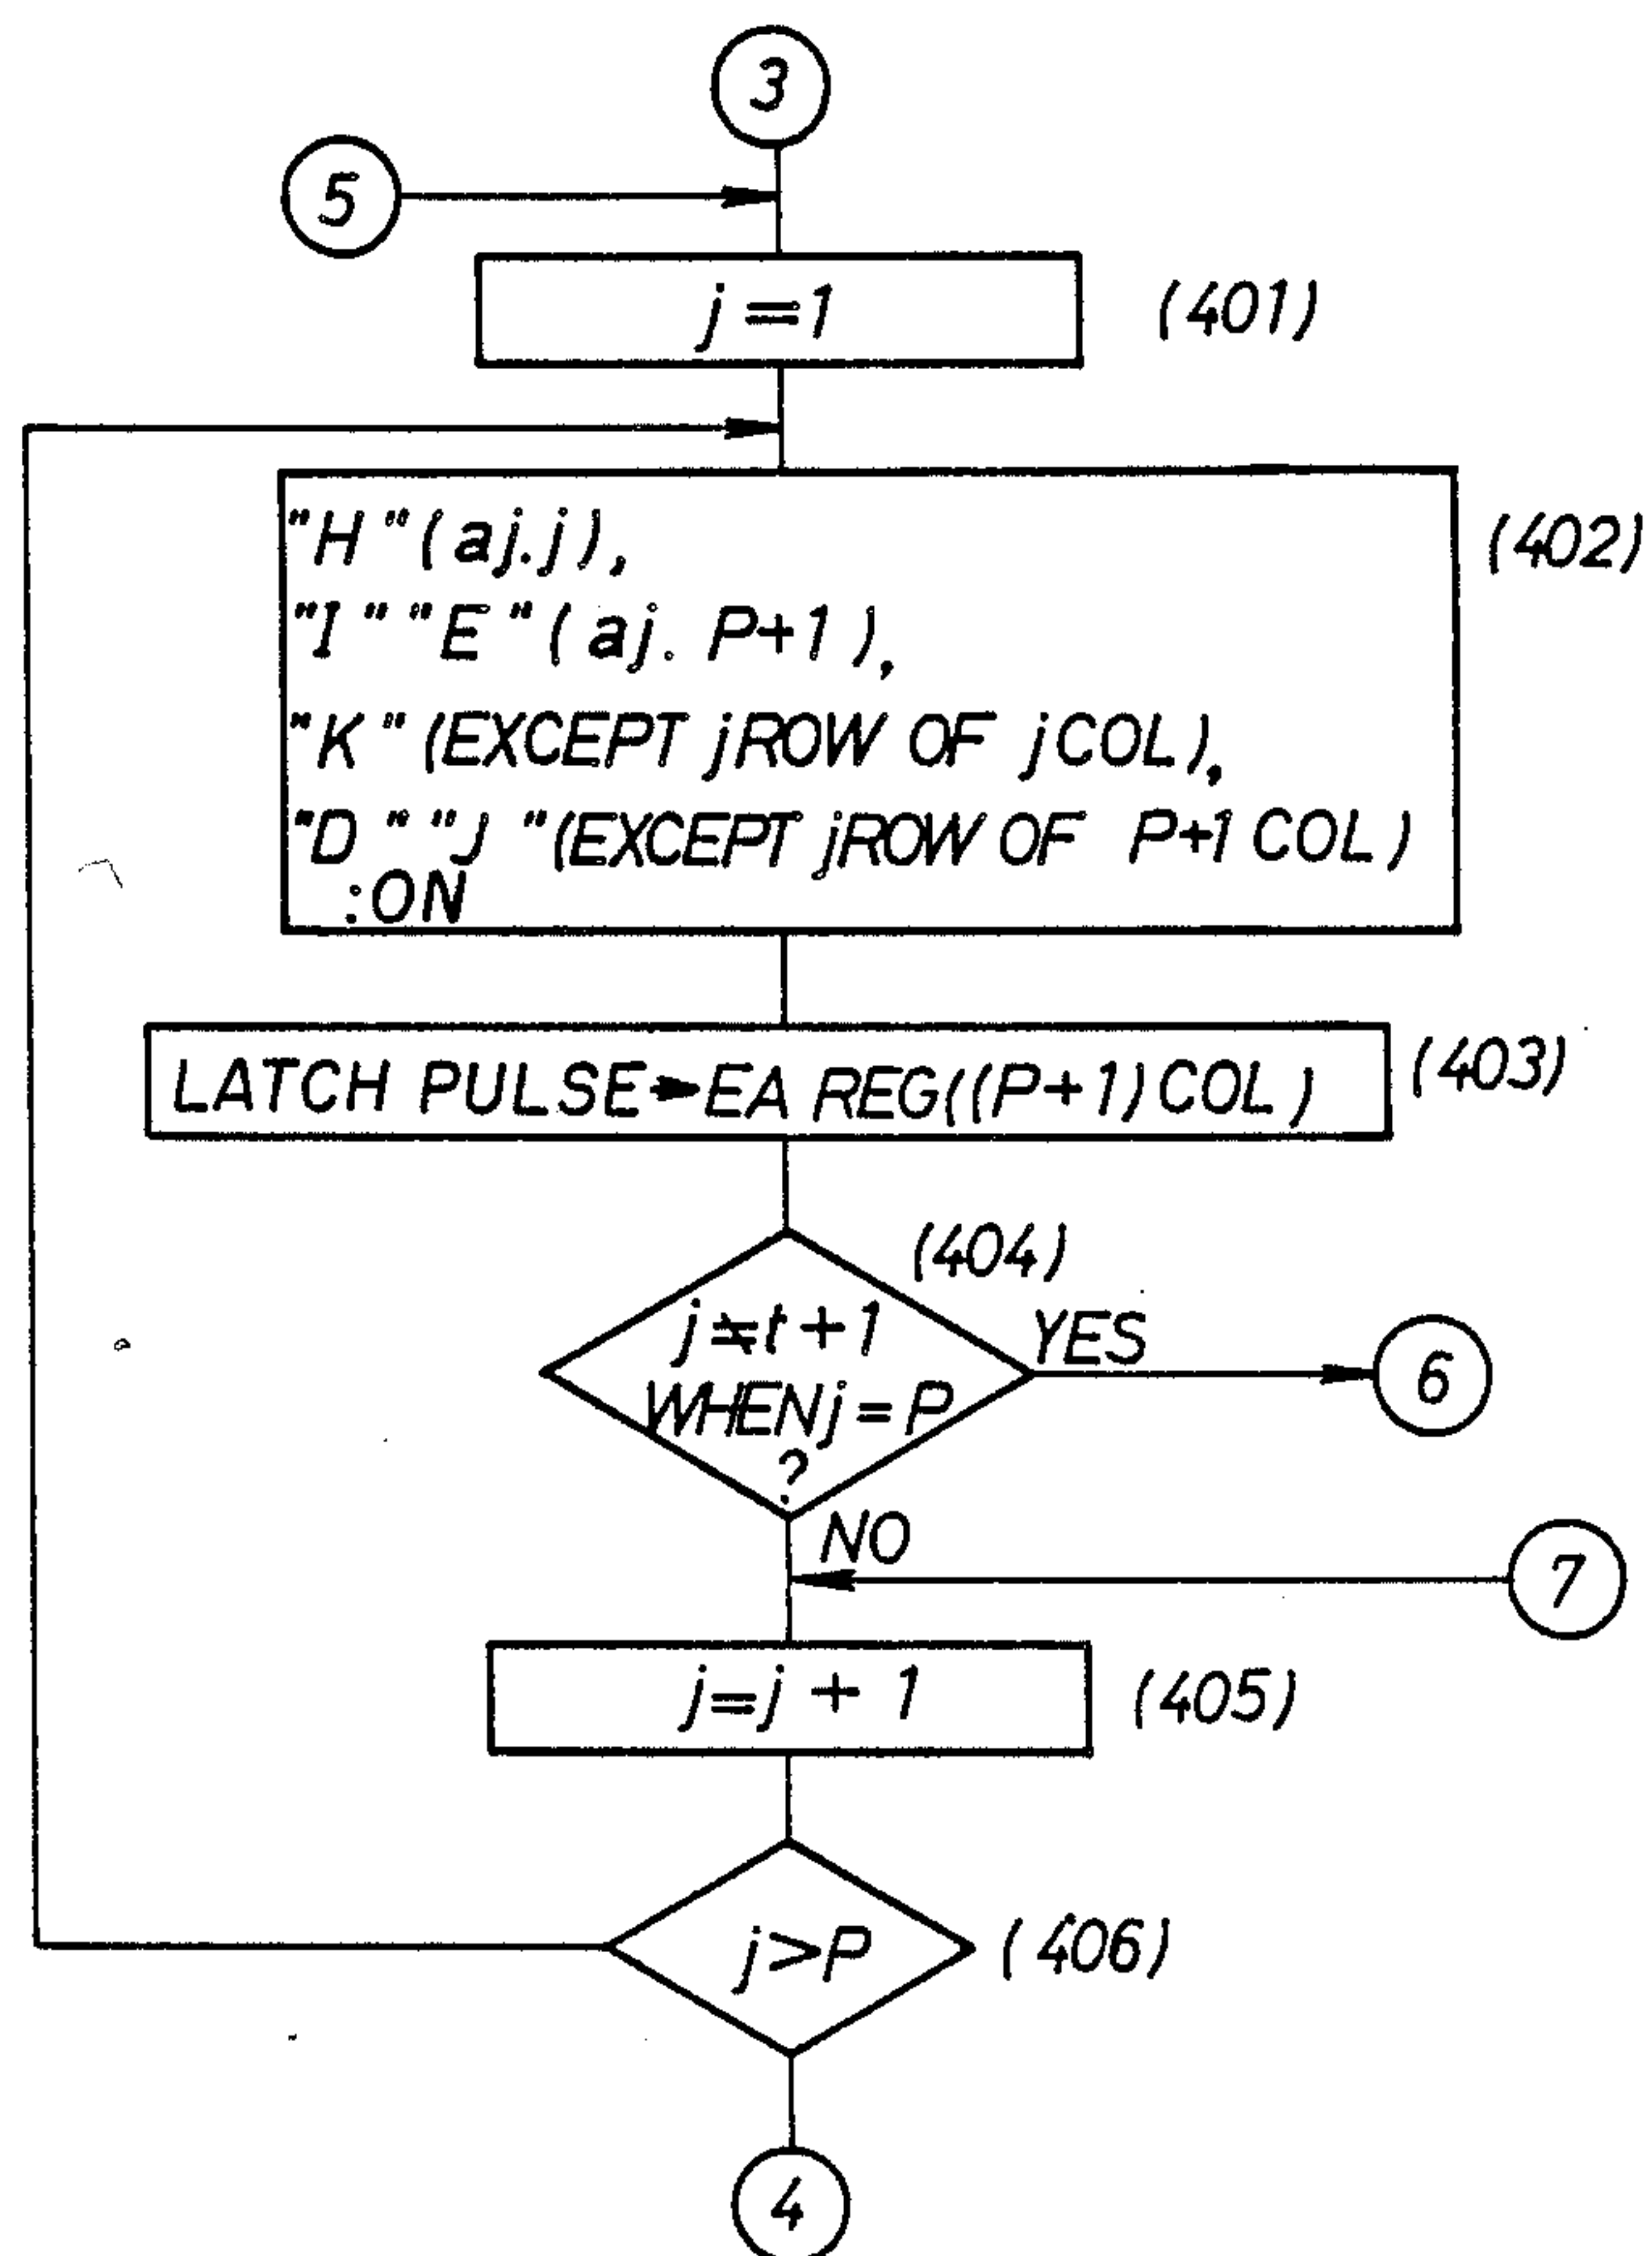 3
5
j=1 (401)
"H"(aj.j), (402)
"I" "E"(aj. P+1),
"K"(EXCEPT jROW OF jCOL),
"D" "J"(EXCEPT jROW OF P+1 COL)
:ON
LATCH PULSE➛EA REG((P+1)COL) (403)
(404)
j≒t+1
YES
WHEN j=P
?
6
NO
7
j=j+1 (405)
j>P (406)
4